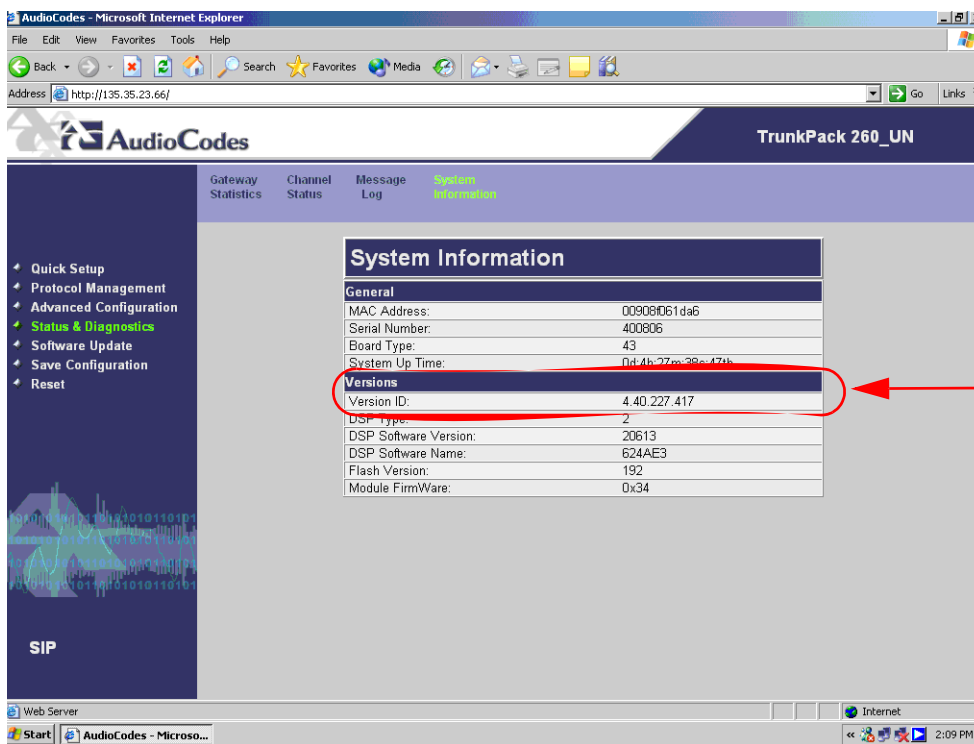 AudioCodes - Microsoft Internet Explorer
File Edit View Favorites Tools Help
Back Search Favorites Media
Address http://135.35.23.66/ Go Links
AudioCodes TrunkPack 260_UN
Gateway Statistics Channel Status Message Log System Information
Quick Setup
Protocol Management
Advanced Configuration
Status & Diagnostics
Software Update
Save Configuration
Reset
System Information
General
MAC Address: 00908f061da6
Serial Number: 400806
Board Type: 43
System Up Time: 0d:4h:27m:38s:47th
Versions
Version ID: 4.40.227.417
DSP Type: 2
DSP Software Version: 20613
DSP Software Name: 624AE3
Flash Version: 192
Module FirmWare: 0x34
SIP
Web Server Internet
Start AudioCodes - Microso... 2:09 PM